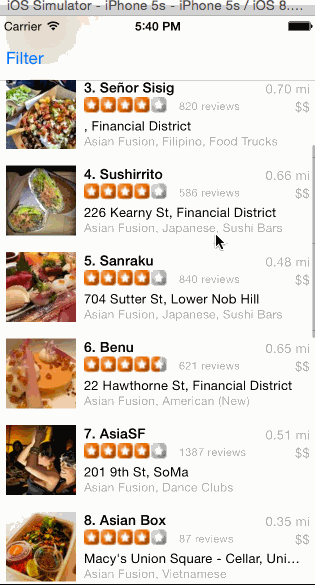 iOS Simulator - iPhone 5s - iPhone 5s / iOS 8....
Carrier 5:40 PM
Filter
3. Señor Sisig 0.70 mi
820 reviews $$
, Financial District
Asian Fusion, Filipino, Food Trucks
4. Sushirrito 0.66 mi
586 reviews $$
226 Kearny St, Financial District
Asian Fusion, Japanese, Sushi Bars
5. Sanraku 0.48 mi
840 reviews $$
704 Sutter St, Lower Nob Hill
Asian Fusion, Japanese, Sushi Bars
6. Benu 0.65 mi
621 reviews $$
22 Hawthorne St, Financial District
Asian Fusion, American (New)
7. AsiaSF 0.51 mi
1387 reviews $$
201 9th St, SoMa
Asian Fusion, Dance Clubs
8. Asian Box 0.35 mi
87 reviews $$
Macy's Union Square - Cellar, Uni...
Asian Fusion, Vietnamese